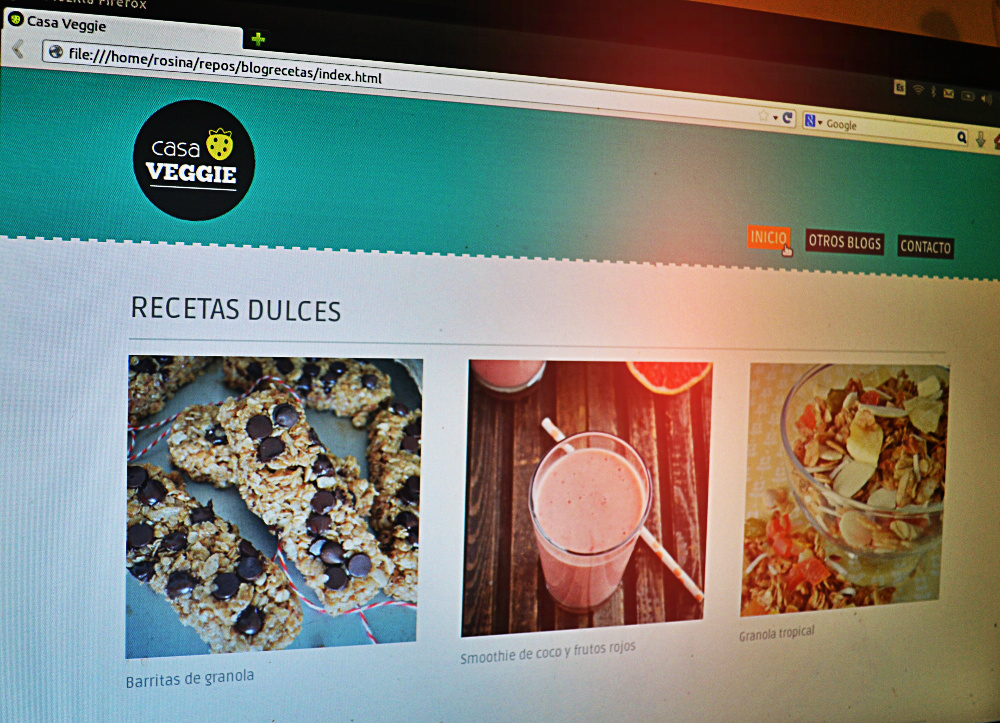 Firefox
Casa Veggie
file:///home/rosina/repos/blogrecetas/index.html
Google
Es
casa
VEGGIE
INICIO
OTROS BLOGS
CONTACTO
RECETAS DULCES
Barritas de granola
Smoothie de coco y frutos rojos
Granola tropical